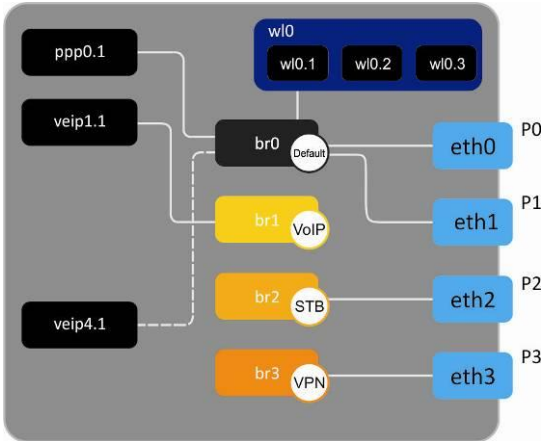 wl0
ppp0.1
wl0.1 wl0.2 wl0.3
veip1.1
br0 Default eth0 P0
eth1 P1
br1 VoIP
veip4.1
br2 STB eth2 P2
br3 VPN eth3 P3